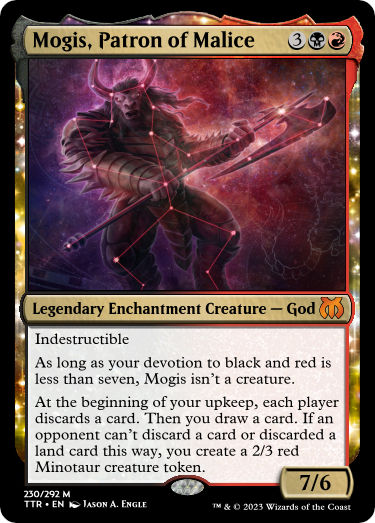 Mogis, Patron of Malice 3
Legendary Enchantment Creature — God
Indestructible
As long as your devotion to black and red is
less than seven, Mogis isn't a creature.
At the beginning of your upkeep, each player
discards a card. Then you draw a card. If an
opponent can't discard a card or discarded a
land card this way, you create a 2/3 red
Minotaur creature token.
7/6
230/292 M
TTR • EN Jason A. Engle ™ & © 2023 Wizards of the Coast